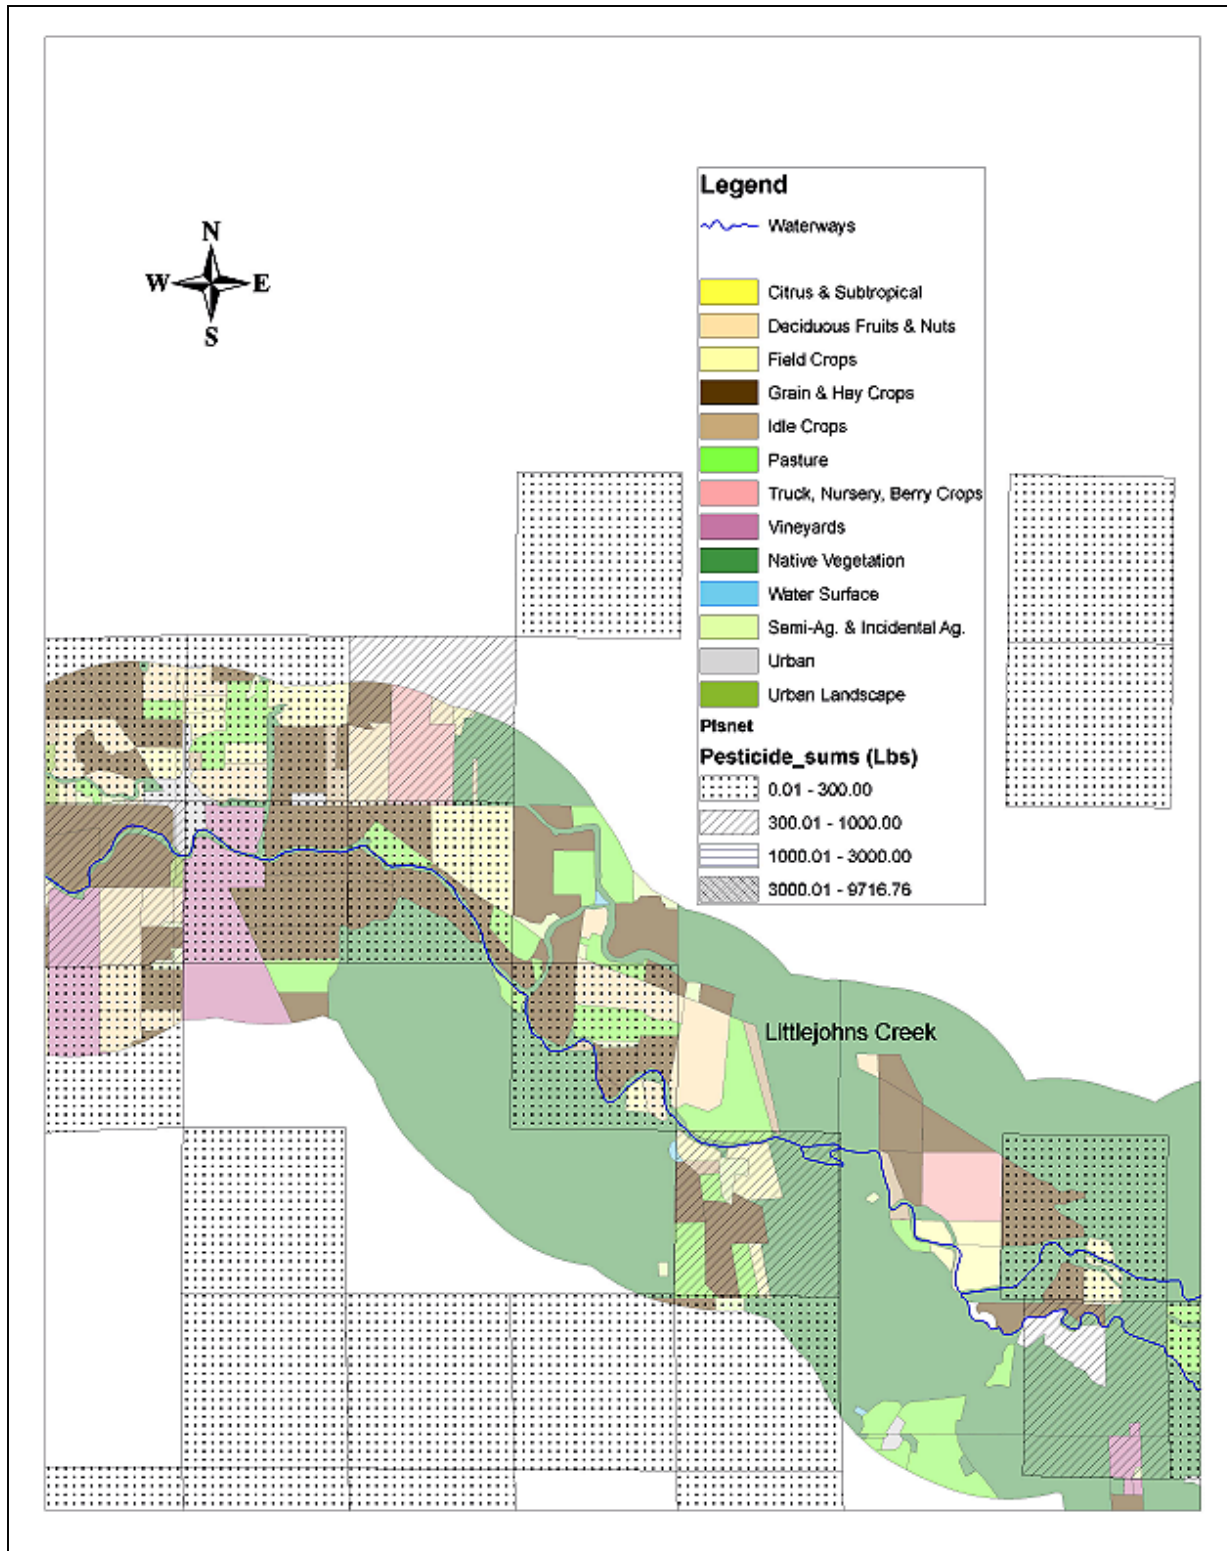 N
W E
S
Legend
Waterways
Citrus & Subtropical
Deciduous Fruits & Nuts
Field Crops
Grain & Hay Crops
Idle Crops
Pasture
Truck, Nursery, Berry Crops
Vineyards
Native Vegetation
Water Surface
Semi-Ag. & Incidental Ag.
Urban
Urban Landscape
Plsnet
Pesticide_sums (Lbs)
0.01 - 300.00
300.01 - 1000.00
1000.01 - 3000.00
3000.01 - 9716.76
Littlejohns Creek